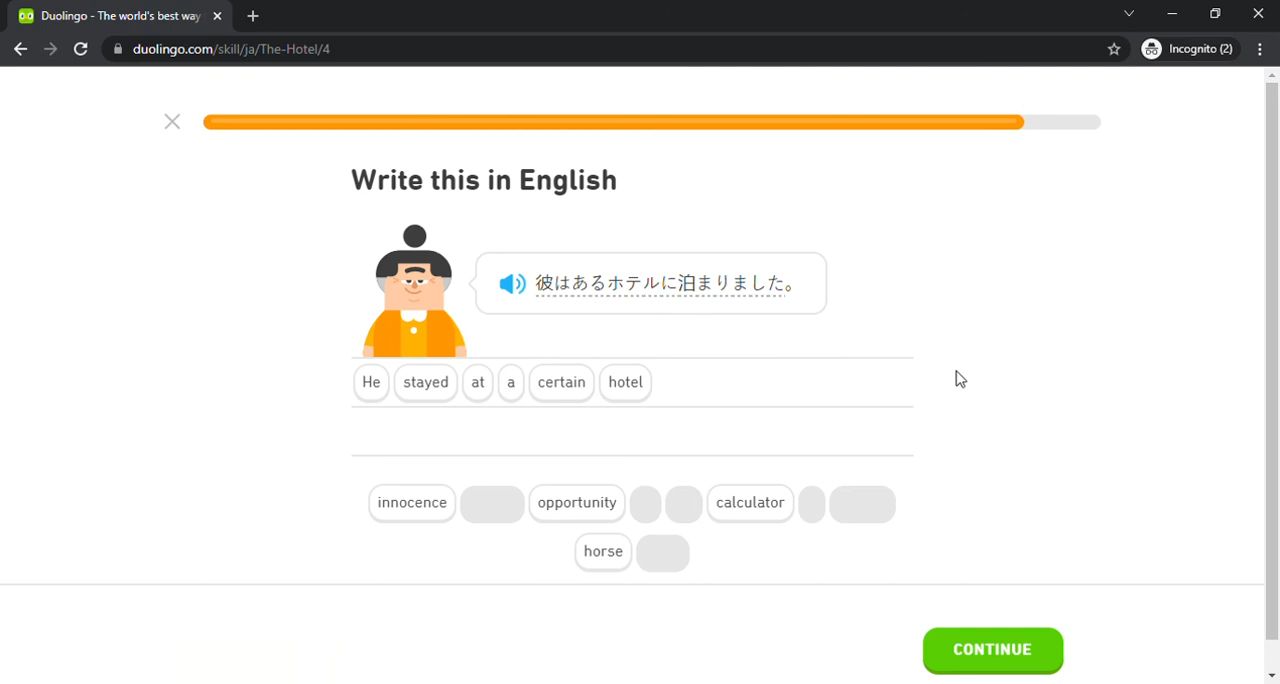 Duolingo - The world's best way
duolingo.com/skill/ja/The-Hotel/4
Incognito (2)
Write this in English
彼はあるホテルに泊まりました。
He stayed at a certain hotel
innocence opportunity calculator
horse
CONTINUE